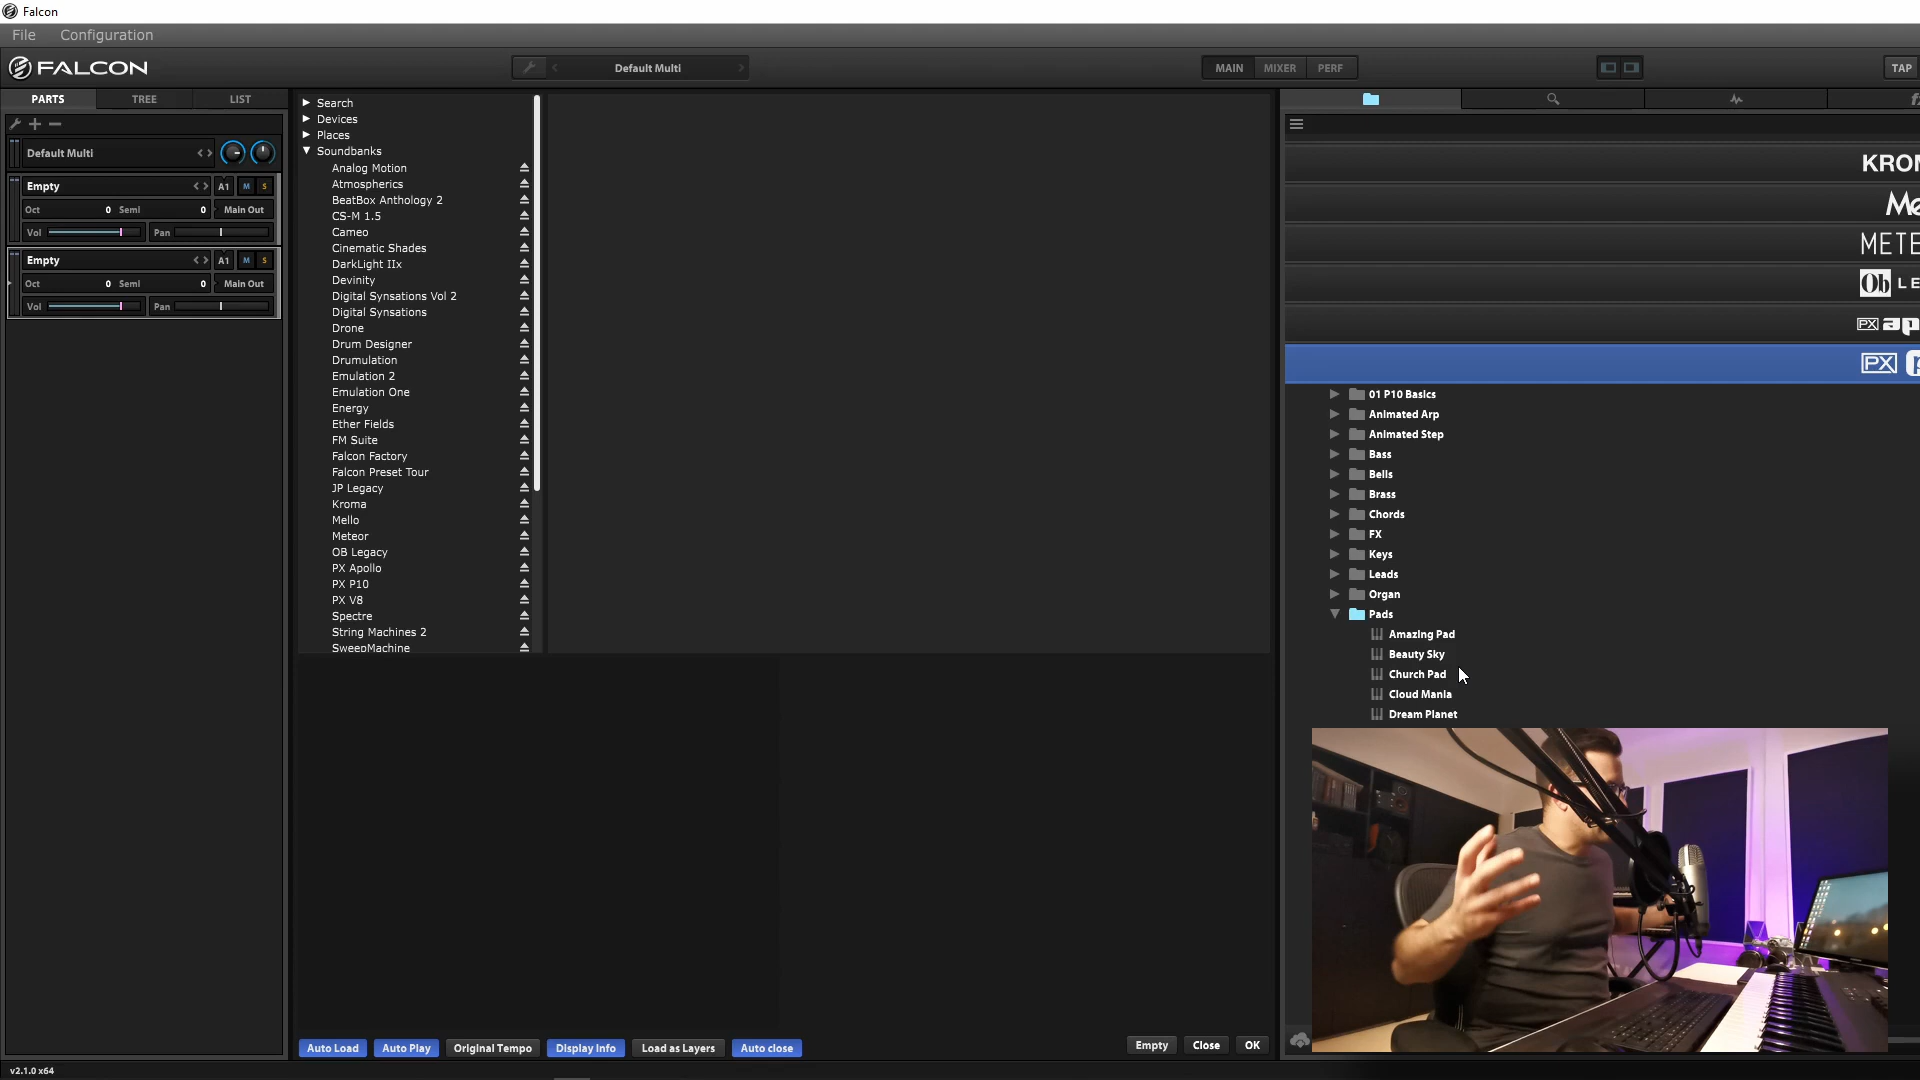 Falcon
File Configuration
FALCON
Default Multi
MAIN MIXER PERF
TAP
PARTS TREE LIST
Default Multi
Empty A1 M S
Oct 0 Semi 0 Main Out
Vol Pan
Empty A1 M S
Oct 0 Semi 0 Main Out
Vol Pan
Search
Devices
Places
Soundbanks
Analog Motion
Atmospherics
BeatBox Anthology 2
CS-M 1.5
Cameo
Cinematic Shades
DarkLight IIx
Devinity
Digital Synsations Vol 2
Digital Synsations
Drone
Drum Designer
Drumulation
Emulation 2
Emulation One
Energy
Ether Fields
FM Suite
Falcon Factory
Falcon Preset Tour
JP Legacy
Kroma
Mello
Meteor
OB Legacy
PX Apollo
PX P10
PX V8
Spectre
String Machines 2
SweepMachine
KROM
Me
METE
Ob LE
PX ap
PX p
01 P10 Basics
Animated Arp
Animated Step
Bass
Bells
Brass
Chords
FX
Keys
Leads
Organ
Pads
Amazing Pad
Beauty Sky
Church Pad
Cloud Mania
Dream Planet
Auto Load Auto Play Original Tempo Display Info Load as Layers Auto close
Empty Close OK
v2.1.0 x64